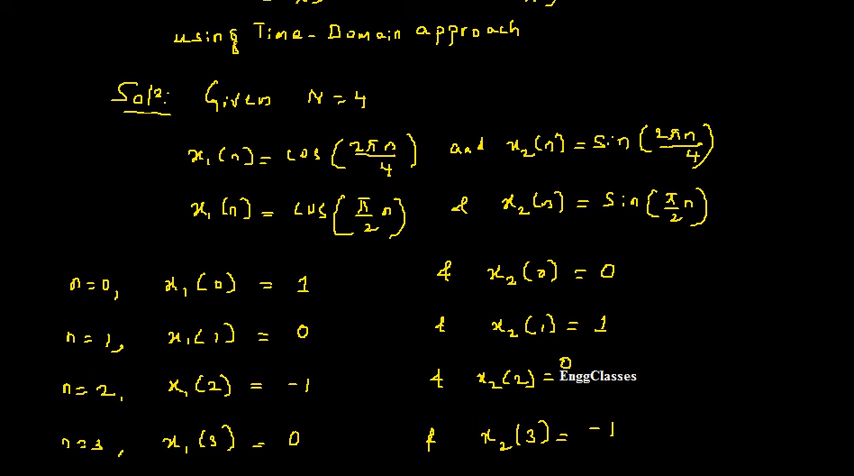 using Time-Domain approach
Sol?: Given N = 4
x₁(n) = cos(2πn/4) and x₂(n) = sin(2πn/4)
x₁(n) = cos(π/2 n) & x₂(n) = sin(π/2 n)
n=0, x₁(0) = 1 & x₂(0) = 0
n=1, x₁(1) = 0 & x₂(1) = 1
n=2, x₁(2) = -1 & x₂(2) = 0
EnggClasses
n=3, x₁(3) = 0 & x₂(3) = -1